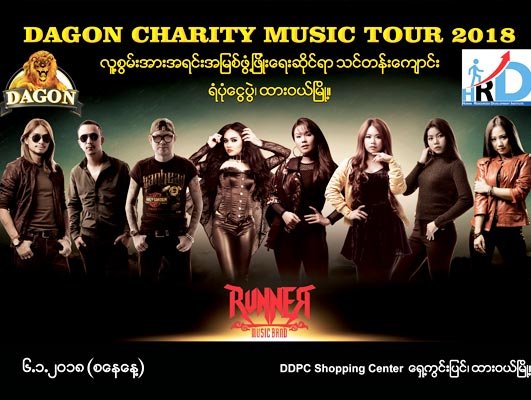 DAGON CHARITY MUSIC TOUR 2018
လူ့စွမ်းအားအရင်းအမြစ်ဖွံ့ဖြိုးရေးဆိုင်ရာ သင်တန်းကျောင်း
ရံပုံငွေပွဲ၊ ထားဝယ်မြို့။
DAGON
HRD
RUNNER
MUSIC BAND
၆.၁.၂၀၁၈ (စနေနေ့)
DDPC Shopping Center ရှေ့ကွင်းပြင်၊ ထားဝယ်မြို့။